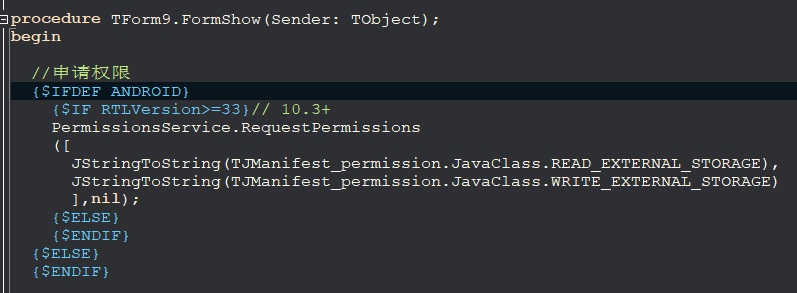 procedure TForm9.FormShow(Sender: TObject);
begin
//申请权限
{$IFDEF ANDROID}
{$IF RTLVersion>=33}// 10.3+
PermissionsService.RequestPermissions
([
JStringToString(TJManifest_permission.JavaClass.READ_EXTERNAL_STORAGE),
JStringToString(TJManifest_permission.JavaClass.WRITE_EXTERNAL_STORAGE)
],nil);
{$ELSE}
{$ENDIF}
{$ELSE}
{$ENDIF}